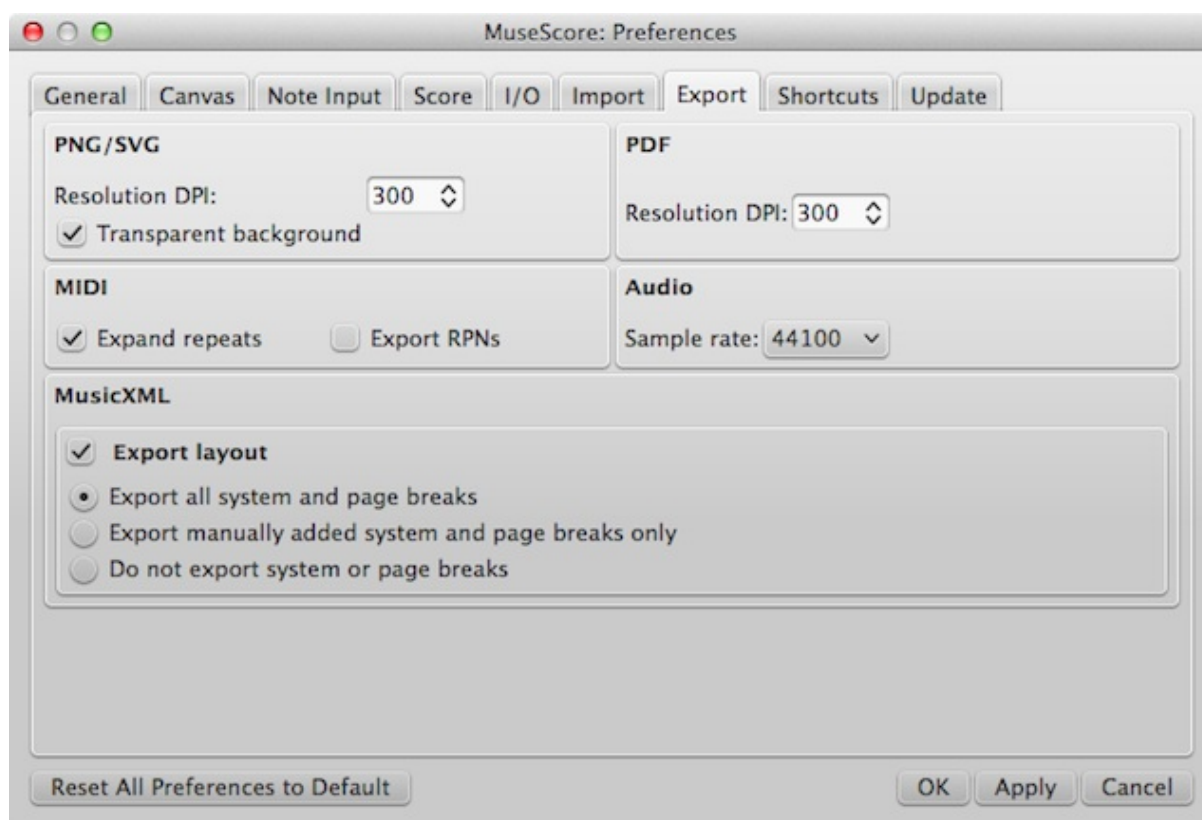 MuseScore: Preferences
General Canvas Note Input Score I/O Import Export Shortcuts Update
PNG/SVG
Resolution DPI: 300
Transparent background
PDF
Resolution DPI: 300
MIDI
Expand repeats Export RPNs
Audio
Sample rate: 44100
MusicXML
Export layout
Export all system and page breaks
Export manually added system and page breaks only
Do not export system or page breaks
Reset All Preferences to Default OK Apply Cancel